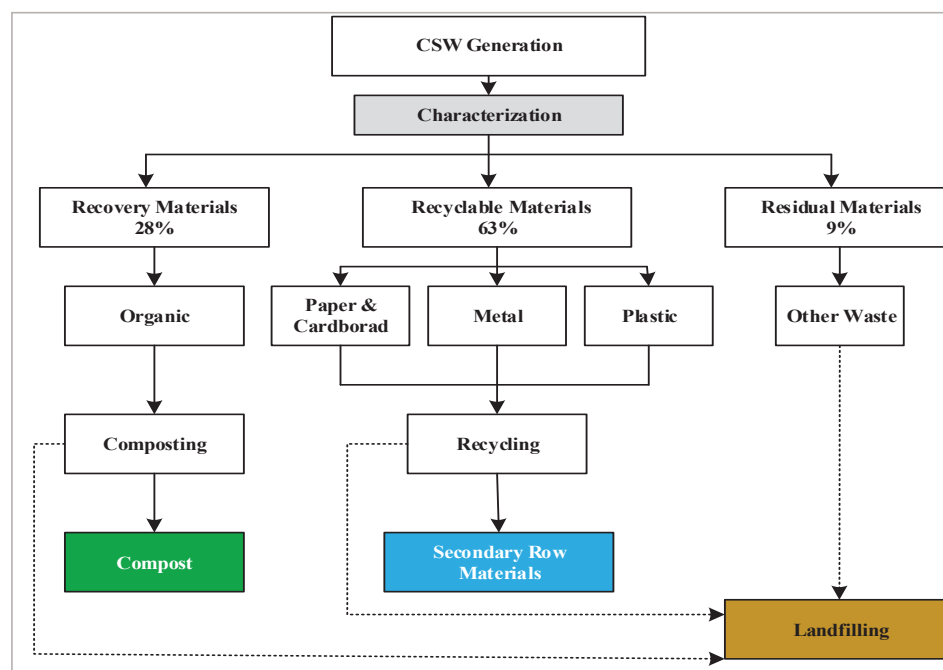 CSW Generation
Characterization
Recovery Materials
28%
Recyclable Materials
63%
Residual Materials
9%
Organic
Paper &
Cardborad
Metal
Plastic
Other Waste
Composting
Recycling
Compost
Secondary Row
Materials
Landfilling